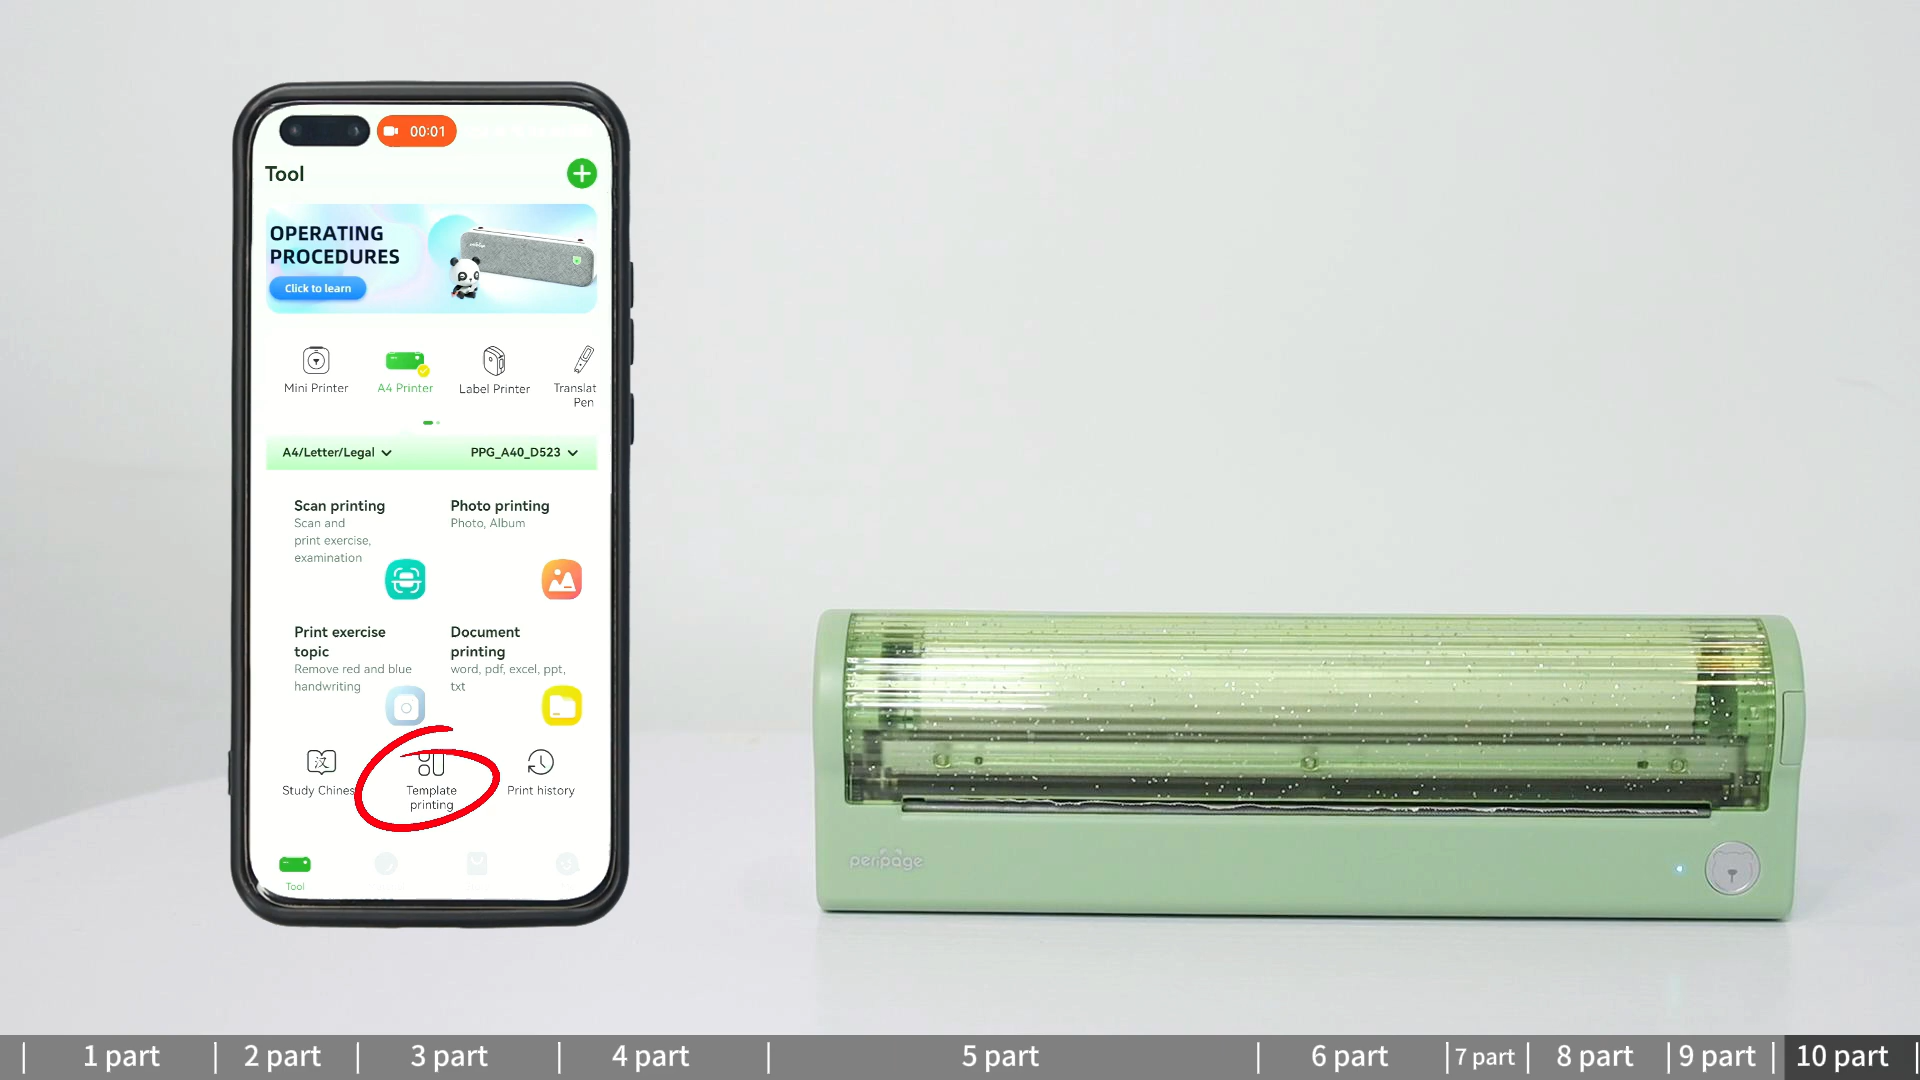 00:01
Tool
OPERATING
PROCEDURES
Click to learn
Mini Printer
A4 Printer
Label Printer
Translat
Pen
A4/Letter/Legal
PPG_A40_D523
Scan printing
Scan and
print exercise,
examination
Photo printing
Photo, Album
Print exercise
topic
Remove red and blue
handwriting
Document
printing
word, pdf, excel, ppt,
txt
汉
Study Chines
Template
printing
Print history
Tool
peripage
1 part
2 part
3 part
4 part
5 part
6 part
7 part
8 part
9 part
10 part